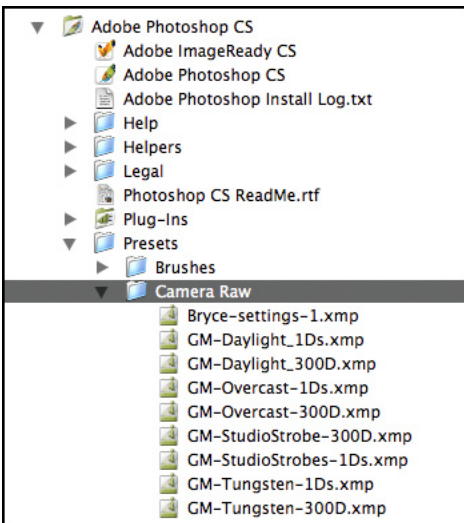 Adobe Photoshop CS
Adobe ImageReady CS
Adobe Photoshop CS
Adobe Photoshop Install Log.txt
Help
Helpers
Legal
Photoshop CS ReadMe.rtf
Plug-Ins
Presets
Brushes
Camera Raw
Bryce-settings-1.xmp
GM-Daylight_1Ds.xmp
GM-Daylight_300D.xmp
GM-Overcast-1Ds.xmp
GM-Overcast-300D.xmp
GM-StudioStrobe-300D.xmp
GM-StudioStrobes-1Ds.xmp
GM-Tungsten-1Ds.xmp
GM-Tungsten-300D.xmp